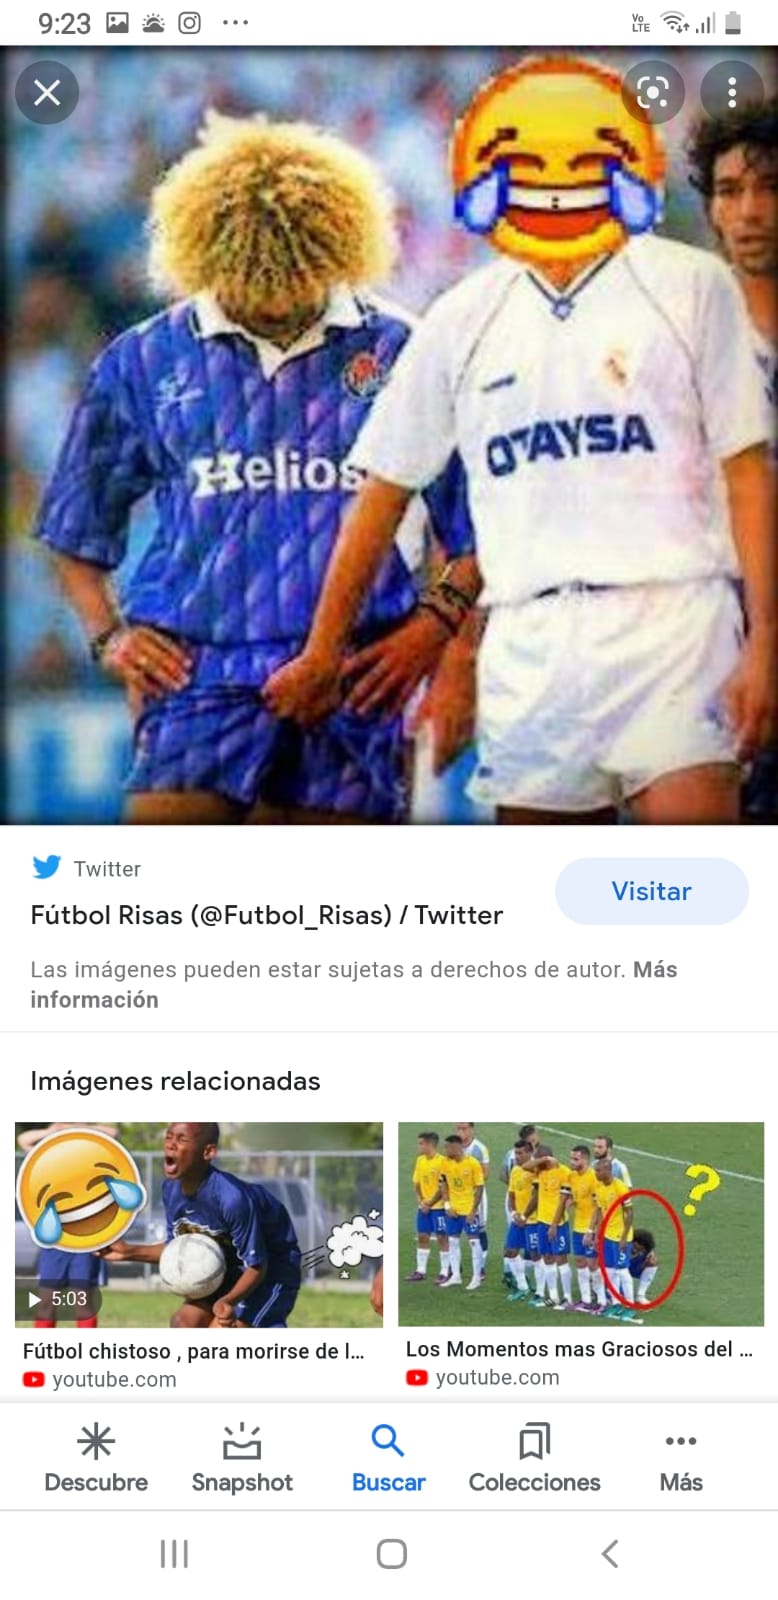 9:23
Vo
LTE
Helios
OTAYSA
Twitter
Visitar
Fútbol Risas (@Futbol_Risas) / Twitter
Las imágenes pueden estar sujetas a derechos de autor. Más
información
Imágenes relacionadas
?
5:03
Fútbol chistoso , para morirse de l...
youtube.com
Los Momentos mas Graciosos del ...
youtube.com
Descubre
Snapshot
Buscar
Colecciones
Más